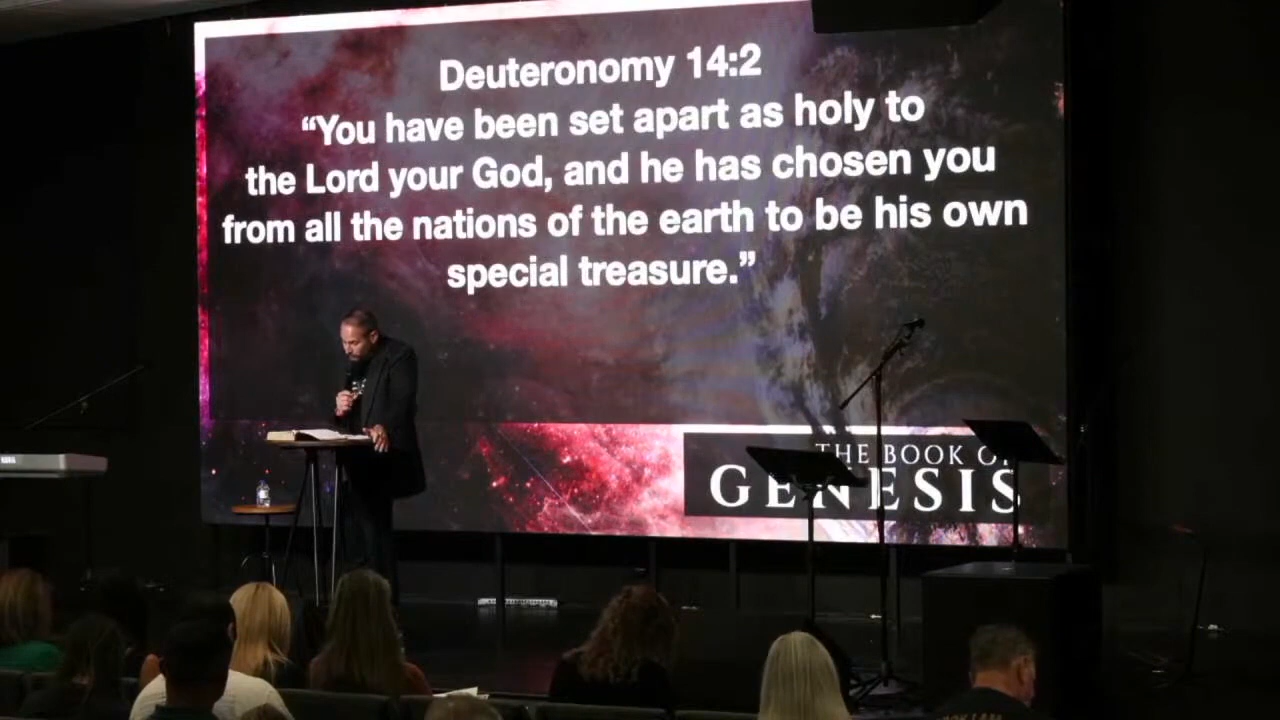 Deuteronomy 14:2
“You have been set apart as holy to
the Lord your God, and he has chosen you
from all the nations of the earth to be his own
special treasure.”
THE BOOK OF
GENESIS
KORG